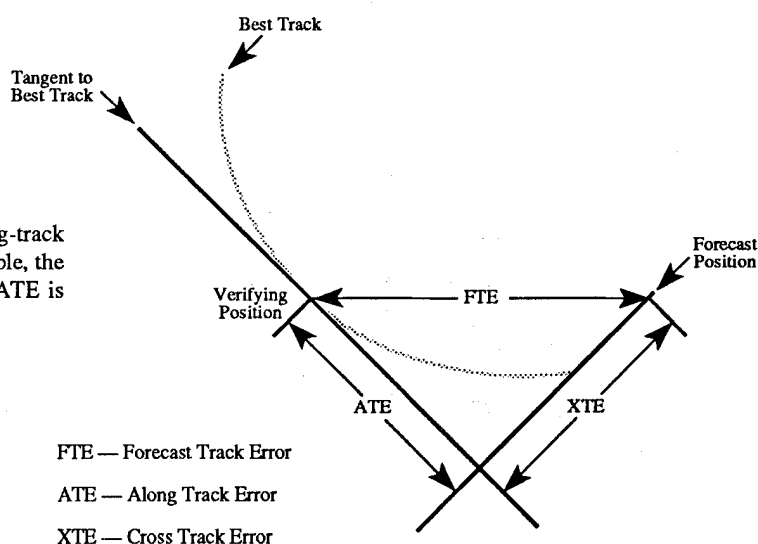 Best Track
Tangent to
Best Track
g-track
ple, the
ATE is
Forecast
Position
Verifying
Position
FTE
ATE
XTE
FTE — Forecast Track Error
ATE — Along Track Error
XTE — Cross Track Error